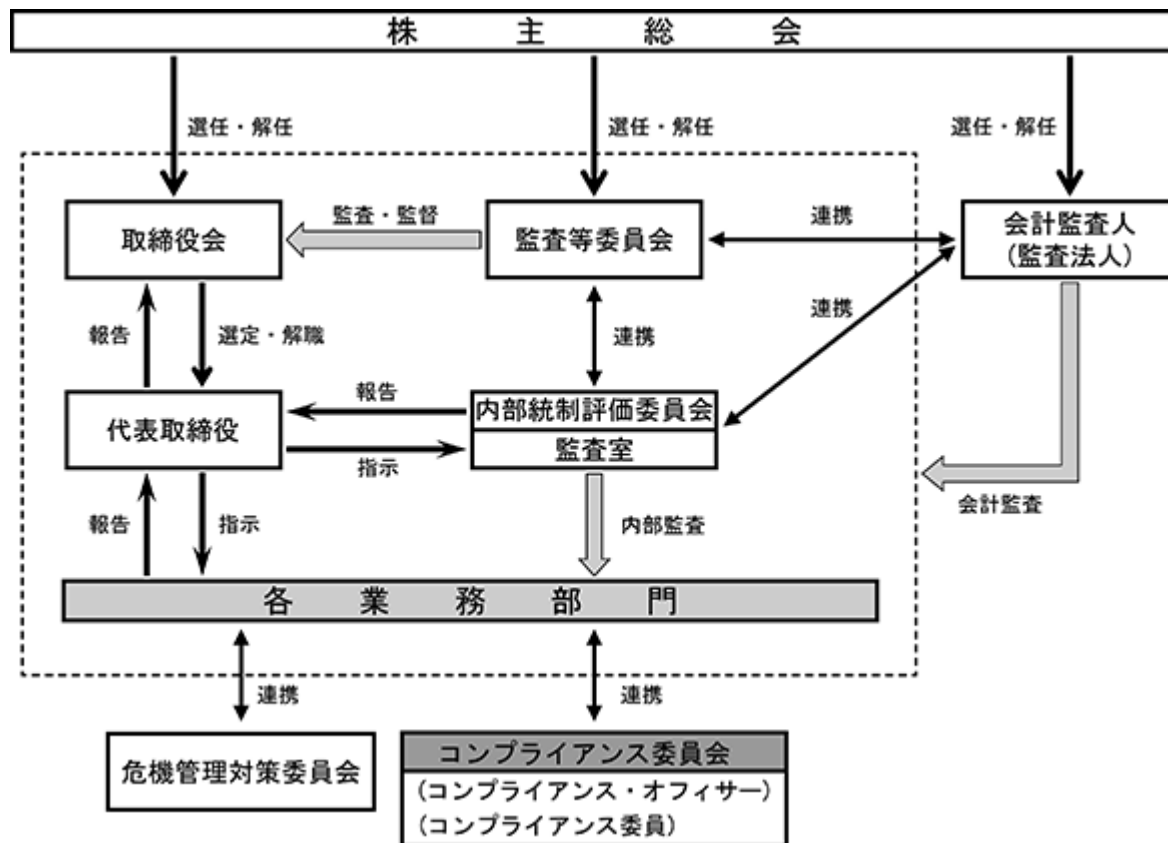 株主総会
選任・解任
選任・解任
選任・解任
取締役会
監査・監督
監査等委員会
連携
会計監査人
（監査法人）
報告
選定・解職
連携
連携
代表取締役
報告
指示
内部統制評価委員会
監査室
会計監査
報告
指示
内部監査
各業務部門
連携
連携
危機管理対策委員会
コンプライアンス委員会
（コンプライアンス・オフィサー）
（コンプライアンス委員）